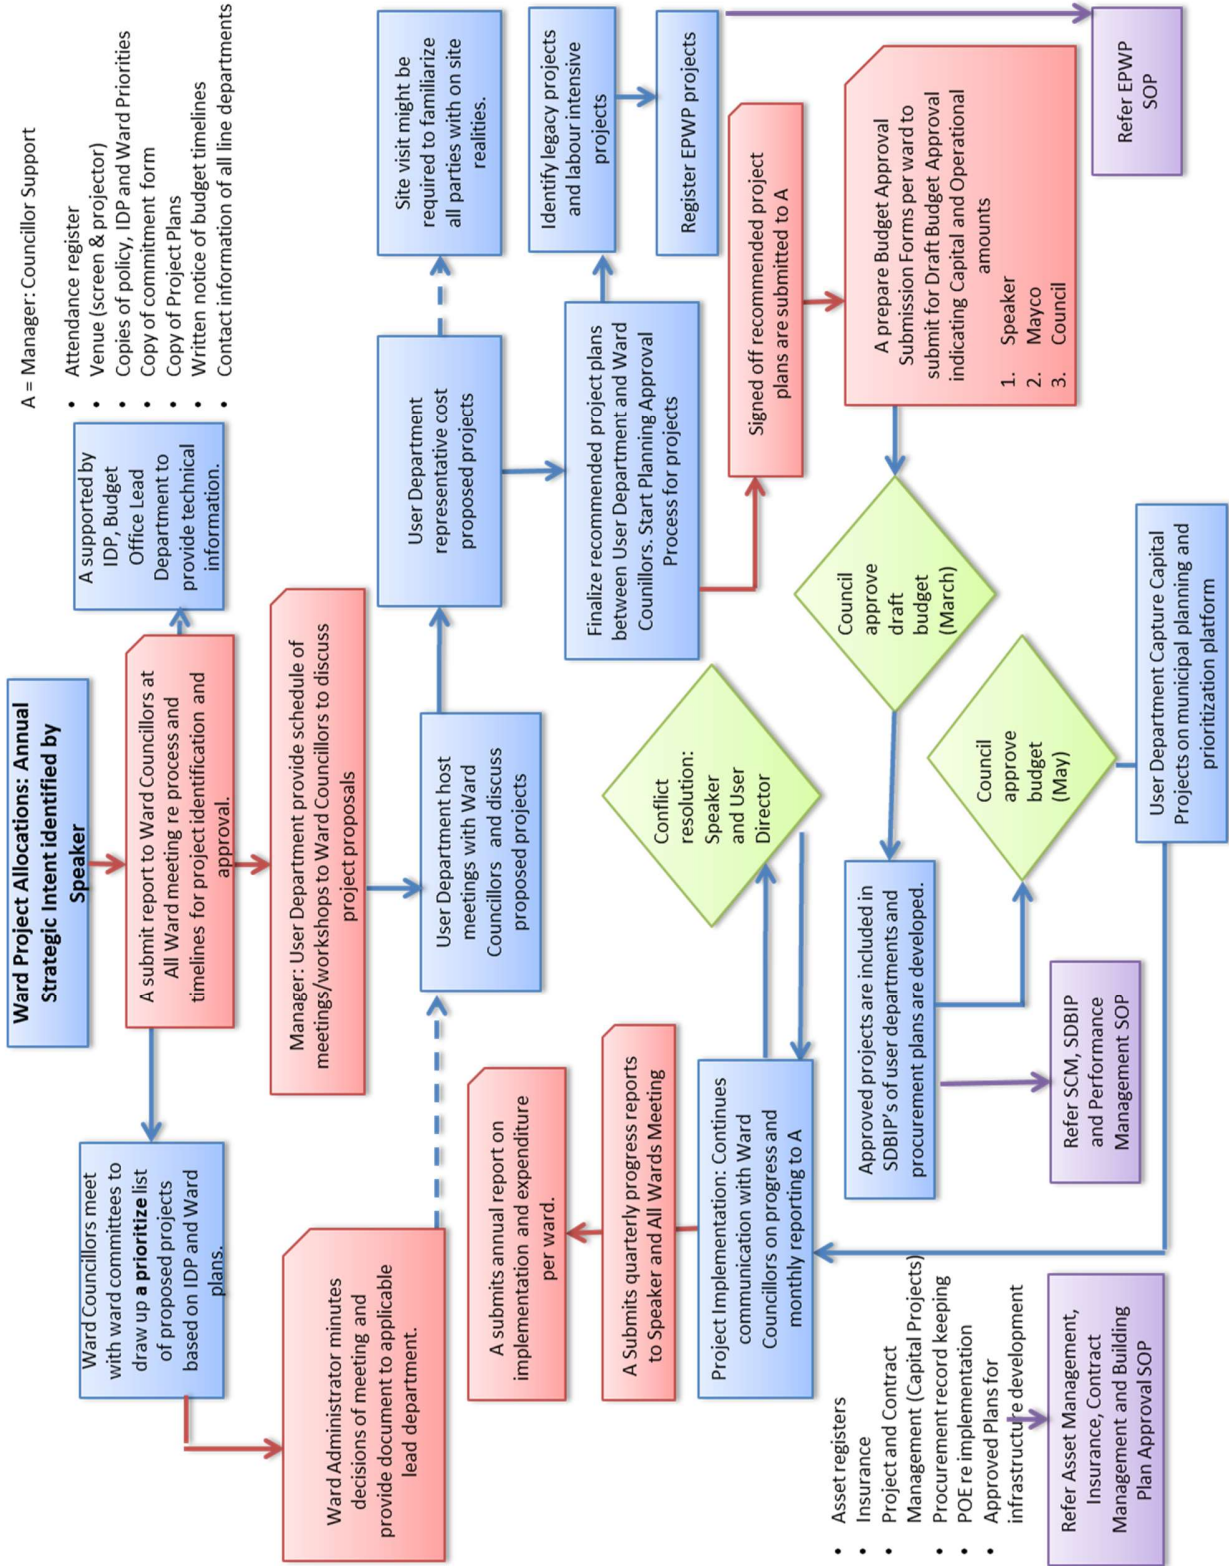 Ward Project Allocations: Annual
Strategic Intent identified by
Speaker
A = Manager: Councillor Support
• Attendance register
• Venue (screen & projector)
• Copies of policy, IDP and Ward Priorities
• Copy of commitment form
• Copy of Project Plans
• Written notice of budget timelines
• Contact information of all line departments
Ward Councillors meet
with ward committees to
draw up a prioritize list
of proposed projects
based on IDP and Ward
plans.
A submit report to Ward Councillors at
All Ward meeting re process and
timelines for project identification and
approval.
A supported by
IDP, Budget
Office Lead
Department to
provide technical
information.
Manager: User Department provide schedule of
meetings/workshops to Ward Councillors to discuss
project proposals
Ward Administrator minutes
decisions of meeting and
provide document to applicable
lead department.
User Department host
meetings with Ward
Councillors and discuss
proposed projects
User Department
representative cost
proposed projects
Site visit might be
required to familiarize
all parties with on site
realities.
A submits annual report on
implementation and expenditure
per ward.
Finalize recommended project plans
between User Department and Ward
Counillors. Start Planning Approval
Process for projects
Identify legacy projects
and labour intensive
projects
Register EPWP projects
A Submits quarterly progress reports
to Speaker and All Wards Meeting
Conflict
resolution:
Speaker
and User
Director
Signed off recommended project
plans are submitted to A
Project Implementation: Continues
communication with Ward
Councillors on progress and
monthly reporting to A
Council
approve
draft
budget
(March)
A prepare Budget Approval
Submission Forms per ward to
submit for Draft Budget Approval
indicating Capital and Operational
amounts
1. Speaker
2. Mayco
3. Council
• Asset registers
• Insurance
• Project and Contract
Management (Capital Projects)
• Procurement record keeping
• POE re implementation
• Approved Plans for
infrastructure development
Approved projects are included in
SDBIP's of user departments and
procurement plans are developed.
Council
approve
budget
(May)
Refer EPWP
SOP
Refer Asset Management,
Insurance, Contract
Management and Building
Plan Approval SOP
Refer SCM, SDBIP
and Performance
Management SOP
User Department Capture Capital
Projects on municipal planning and
prioritization platform